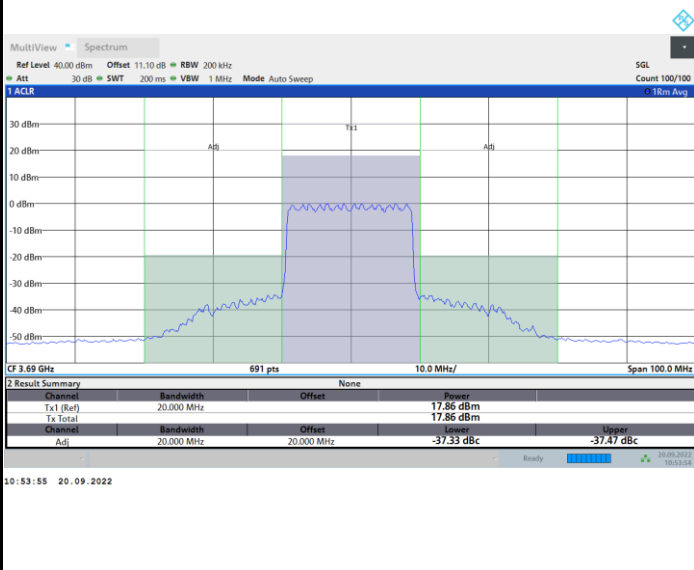 MultiView Spectrum
Ref Level 40.00 dBm Offset 11.10 dB RBW 200 kHz SGL
Att 30 dB SWT 200 ms VBW 1 MHz Mode Auto Sweep Count 100/100
1 ACLR 1Rm Avg
30 dBm
Tx1
20 dBm
Adj Adj
10 dBm
0 dBm
-10 dBm
-20 dBm
-30 dBm
-40 dBm
-50 dBm
CF 3.69 GHz 691 pts 10.0 MHz/ Span 100.0 MHz
2 Result Summary None
Channel Bandwidth Offset Power
Tx1 (Ref) 20.000 MHz 17.86 dBm
Tx Total 17.86 dBm
Channel Bandwidth Offset Lower Upper
Adj 20.000 MHz 20.000 MHz -37.33 dBc -37.47 dBc
Ready 20.09.2022
10:53:54
10:53:55 20.09.2022